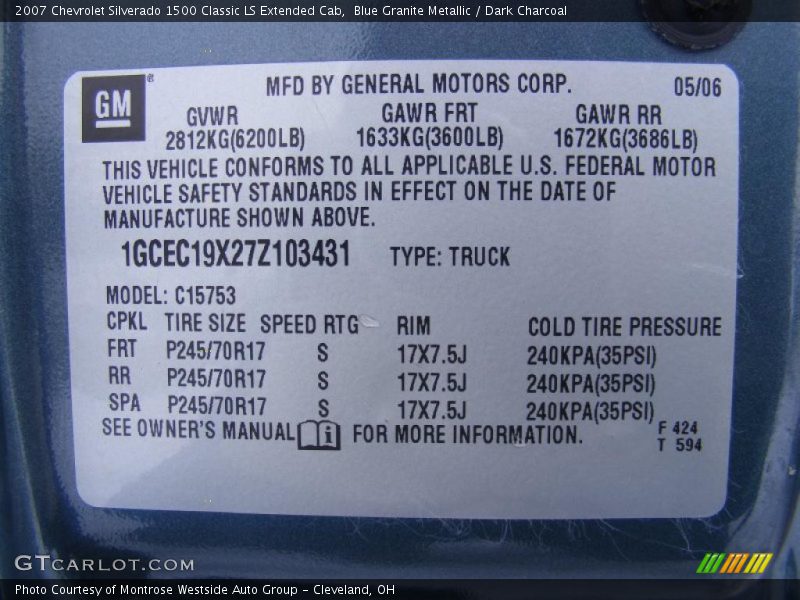 2007 Chevrolet Silverado 1500 Classic LS Extended Cab,  Blue Granite Metallic / Dark Charcoal
GM ®
MFD BY GENERAL MOTORS CORP. 05/06
GVWR GAWR FRT GAWR RR
2812KG(6200LB) 1633KG(3600LB) 1672KG(3686LB)
THIS VEHICLE CONFORMS TO ALL APPLICABLE U.S. FEDERAL MOTOR
VEHICLE SAFETY STANDARDS IN EFFECT ON THE DATE OF
MANUFACTURE SHOWN ABOVE.
1GCEC19X27Z103431 TYPE: TRUCK
MODEL: C15753
CPKL TIRE SIZE SPEED RTG RIM COLD TIRE PRESSURE
FRT P245/70R17 S 17X7.5J 240KPA(35PSI)
RR P245/70R17 S 17X7.5J 240KPA(35PSI)
SPA P245/70R17 S 17X7.5J 240KPA(35PSI)
SEE OWNER'S MANUAL i FOR MORE INFORMATION.
F 424
T 594
GTCARLOT.COM
Photo Courtesy of Montrose Westside Auto Group - Cleveland, OH